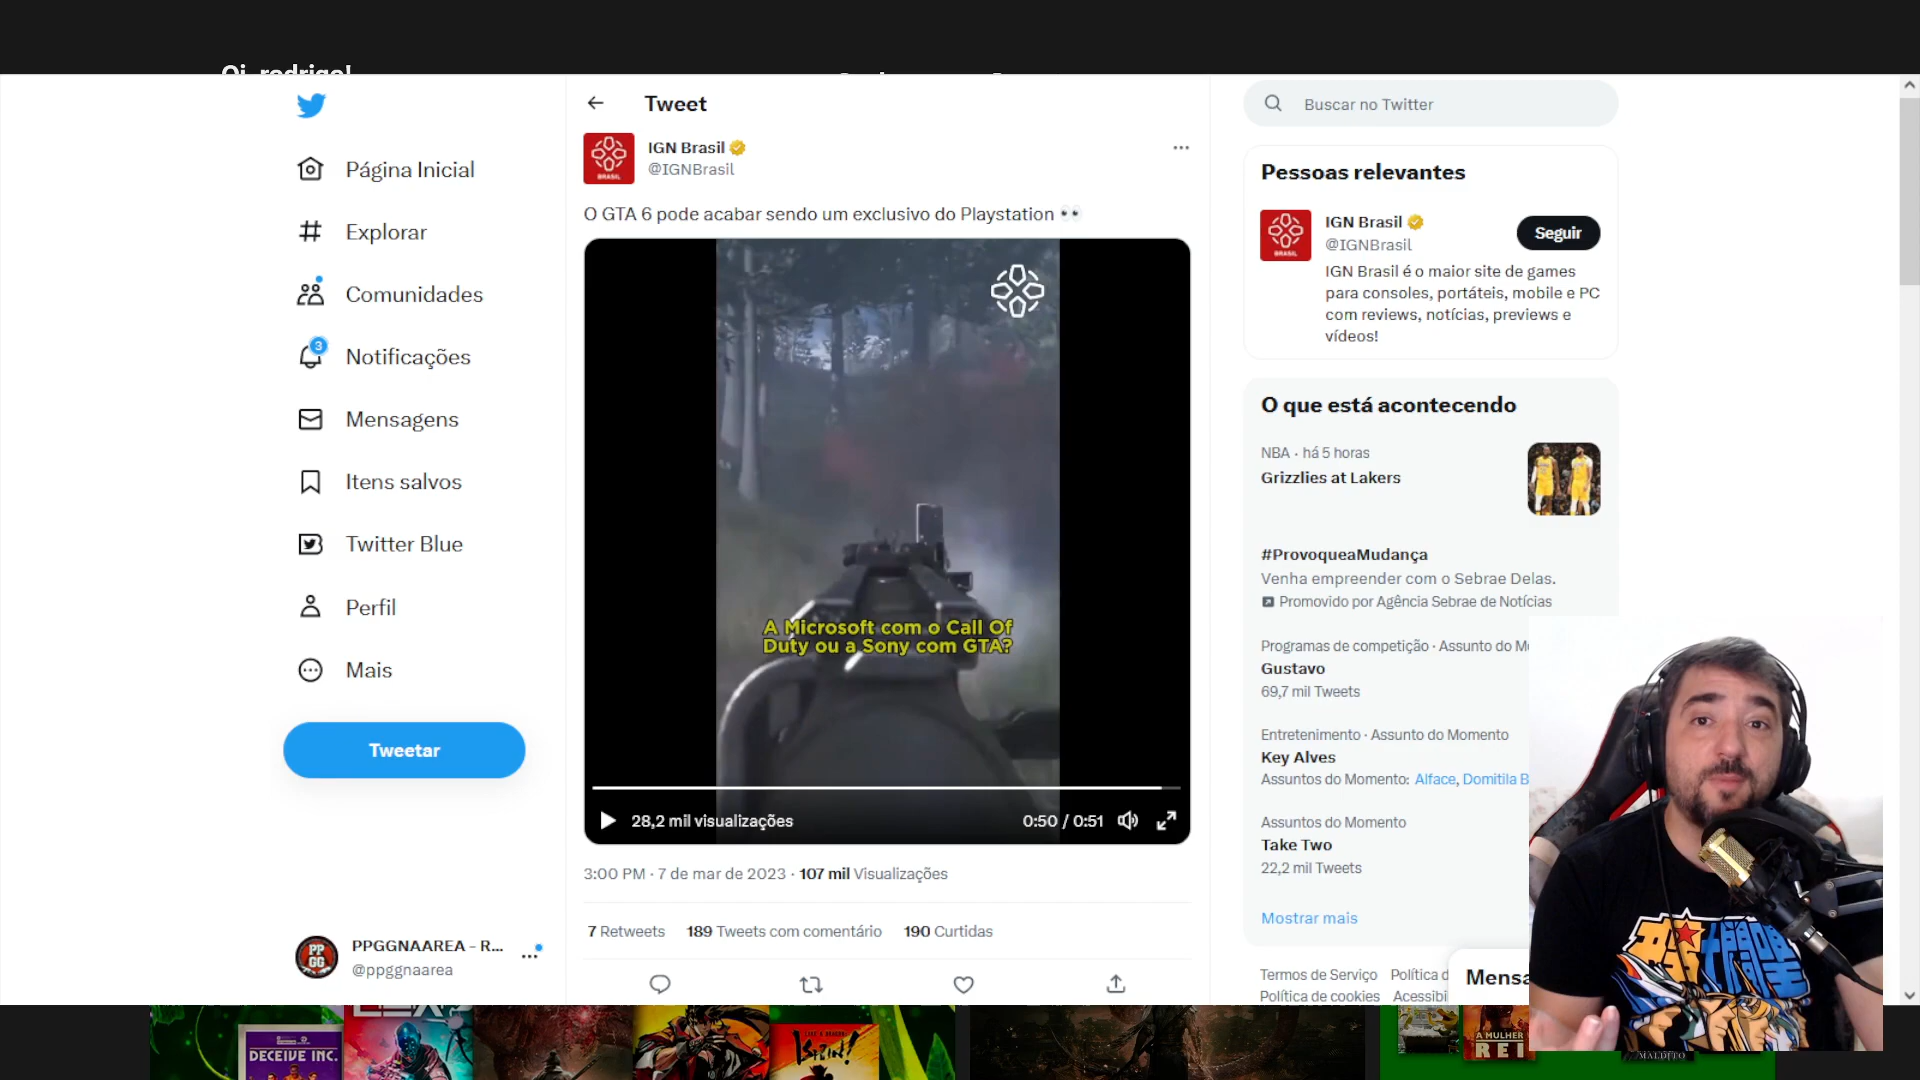 Oi, rodrigo!
Tweet
IGN Brasil
@IGNBrasil
O GTA 6 pode acabar sendo um exclusivo do Playstation 👀
A Microsoft com o Call Of
Duty ou a Sony com GTA?
28,2 mil visualizações
0:50 / 0:51
3:00 PM · 7 de mar de 2023 · 107 mil Visualizações
7 Retweets 189 Tweets com comentário 190 Curtidas
Página Inicial
Explorar
Comunidades
3
Notificações
Mensagens
Itens salvos
Twitter Blue
Perfil
Mais
Tweetar
PP
GG
PPGGNAAREA - R...
@ppggnaarea
Buscar no Twitter
Pessoas relevantes
BRASIL
IGN Brasil
@IGNBrasil
Seguir
IGN Brasil é o maior site de games
para consoles, portáteis, mobile e PC
com reviews, notícias, previews e
vídeos!
O que está acontecendo
NBA · há 5 horas
Grizzlies at Lakers
#ProvoqueaMudança
Venha empreender com o Sebrae Delas.
Promovido por Agência Sebrae de Notícias
Programas de competição · Assunto do M
Gustavo
69,7 mil Tweets
Entretenimento · Assunto do Momento
Key Alves
Assuntos do Momento: Alface, Domitila B
Assuntos do Momento
Take Two
22,2 mil Tweets
Mostrar mais
Termos de Serviço Política d
Política de cookies Acessibi
Mensa
DECEIVE INC.
A MULHER
REI
MALDITO